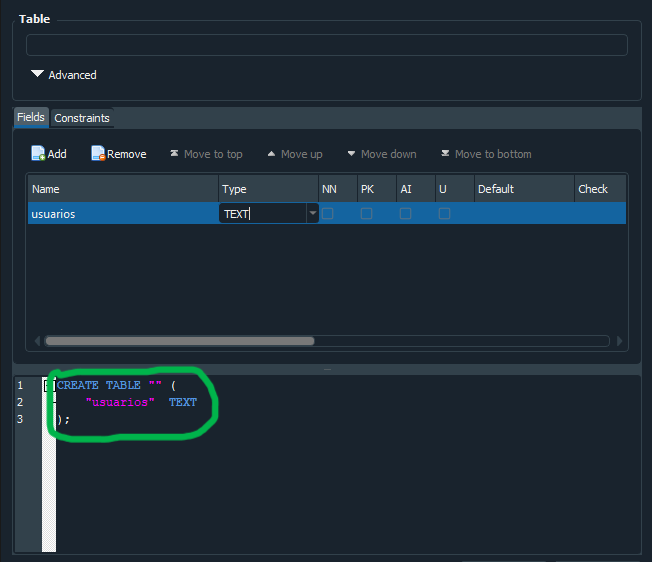 Table
Advanced
Fields Constraints
Add Remove Move to top Move up Move down Move to bottom
Name Type NN PK AI U Default Check
usuarios TEXT
1 CREATE TABLE "" (
2 "usuarios" TEXT
3 );